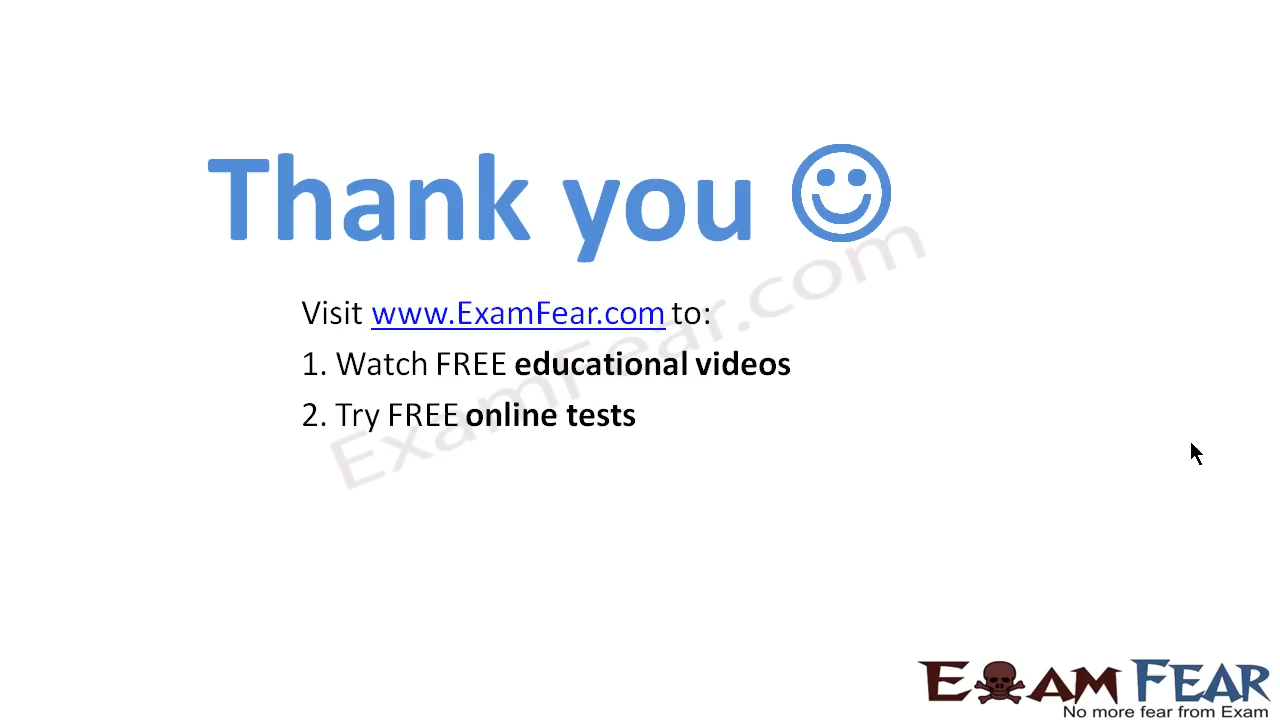 Thank you
Visit www.ExamFear.com to:
1. Watch FREE educational videos
2. Try FREE online tests
ExamFear.com
EXAM FEAR
No more fear from Exam